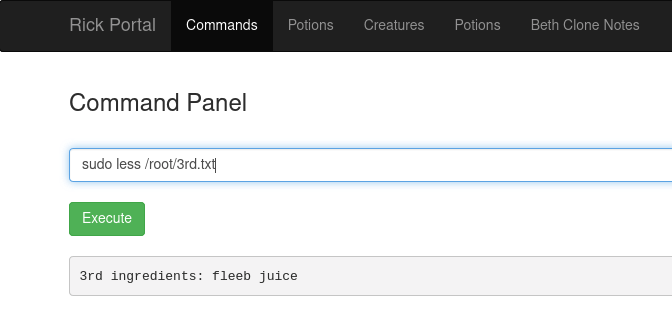 Rick Portal Commands Potions Creatures Potions Beth Clone Notes
Command Panel
sudo less /root/3rd.txt
Execute
3rd ingredients: fleeb juice